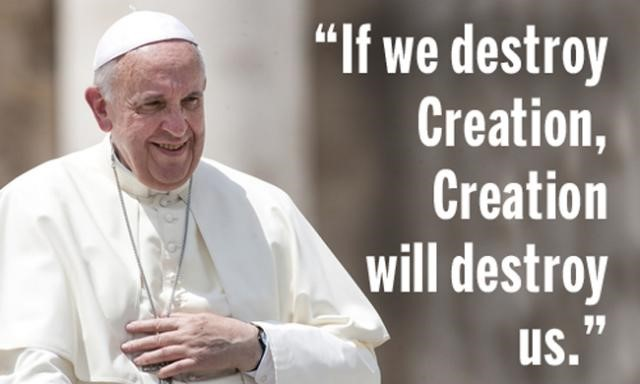 “If we destroy
Creation,
Creation
will destroy
us.”